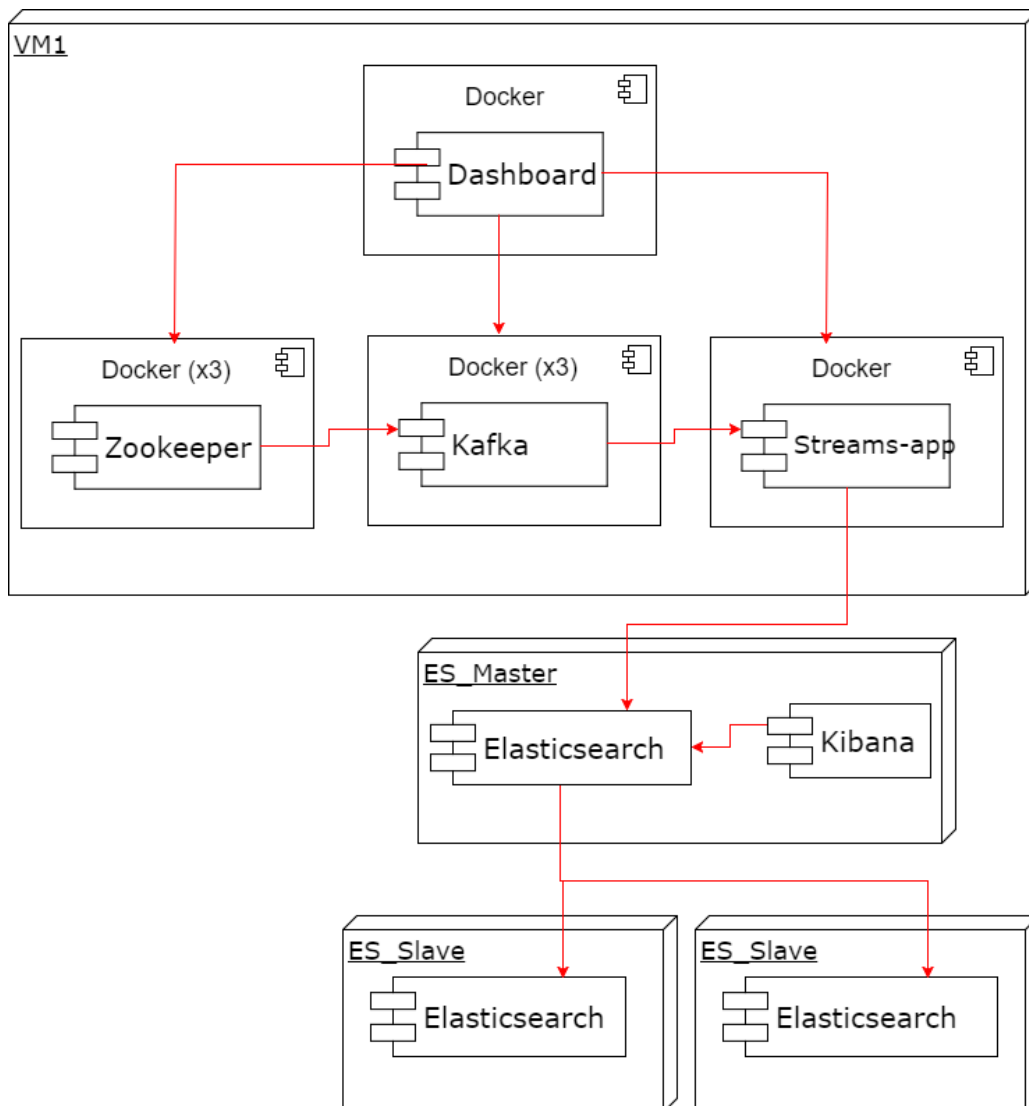 VM1
Docker
Dashboard
Docker (x3)
Zookeeper
Docker (x3)
Kafka
Docker
Streams-app
ES_Master
Elasticsearch
Kibana
ES_Slave
Elasticsearch
ES_Slave
Elasticsearch